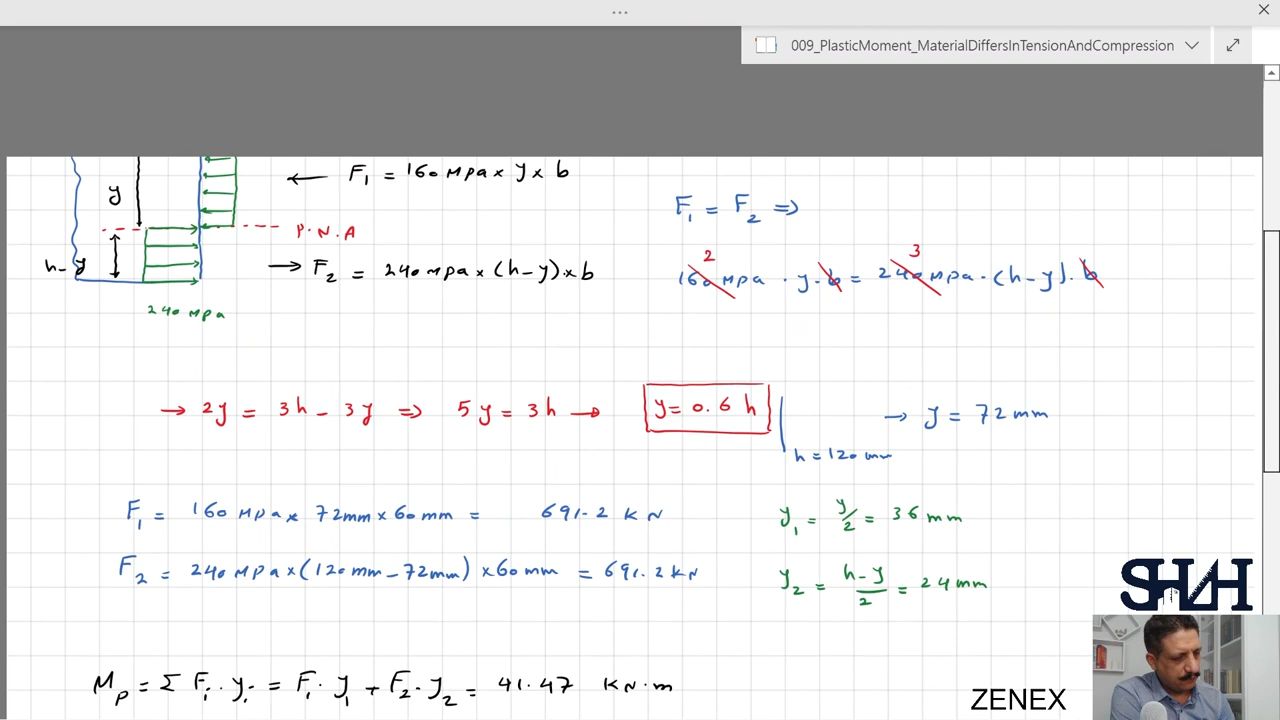 009_PlasticMoment_MaterialDiffersInTensionAndCompression
y
F₁ = 160 MPa × y × b
P.N.A
h-y
F₂ = 240 MPa × (h-y) × b
240 MPa
F₁ = F₂ ⇒
2 3
160 MPa · y · b = 240 MPa · (h-y) · b
→ 2y = 3h - 3y ⇒ 5y = 3h → y = 0.6 h → y = 72 mm
h = 120 mm
F₁ = 160 MPa × 72mm × 60 mm = 691.2 kN
y₁ = y/2 = 36 mm
F₂ = 240 MPa × (120 mm - 72mm) × 60 mm = 691.2 kN
y₂ = h-y/2 = 24 mm
SHZH
Mp = Σ Fi · yi = F₁ · y₁ + F₂ · y₂ = 41.47 kN·m
ZENEX